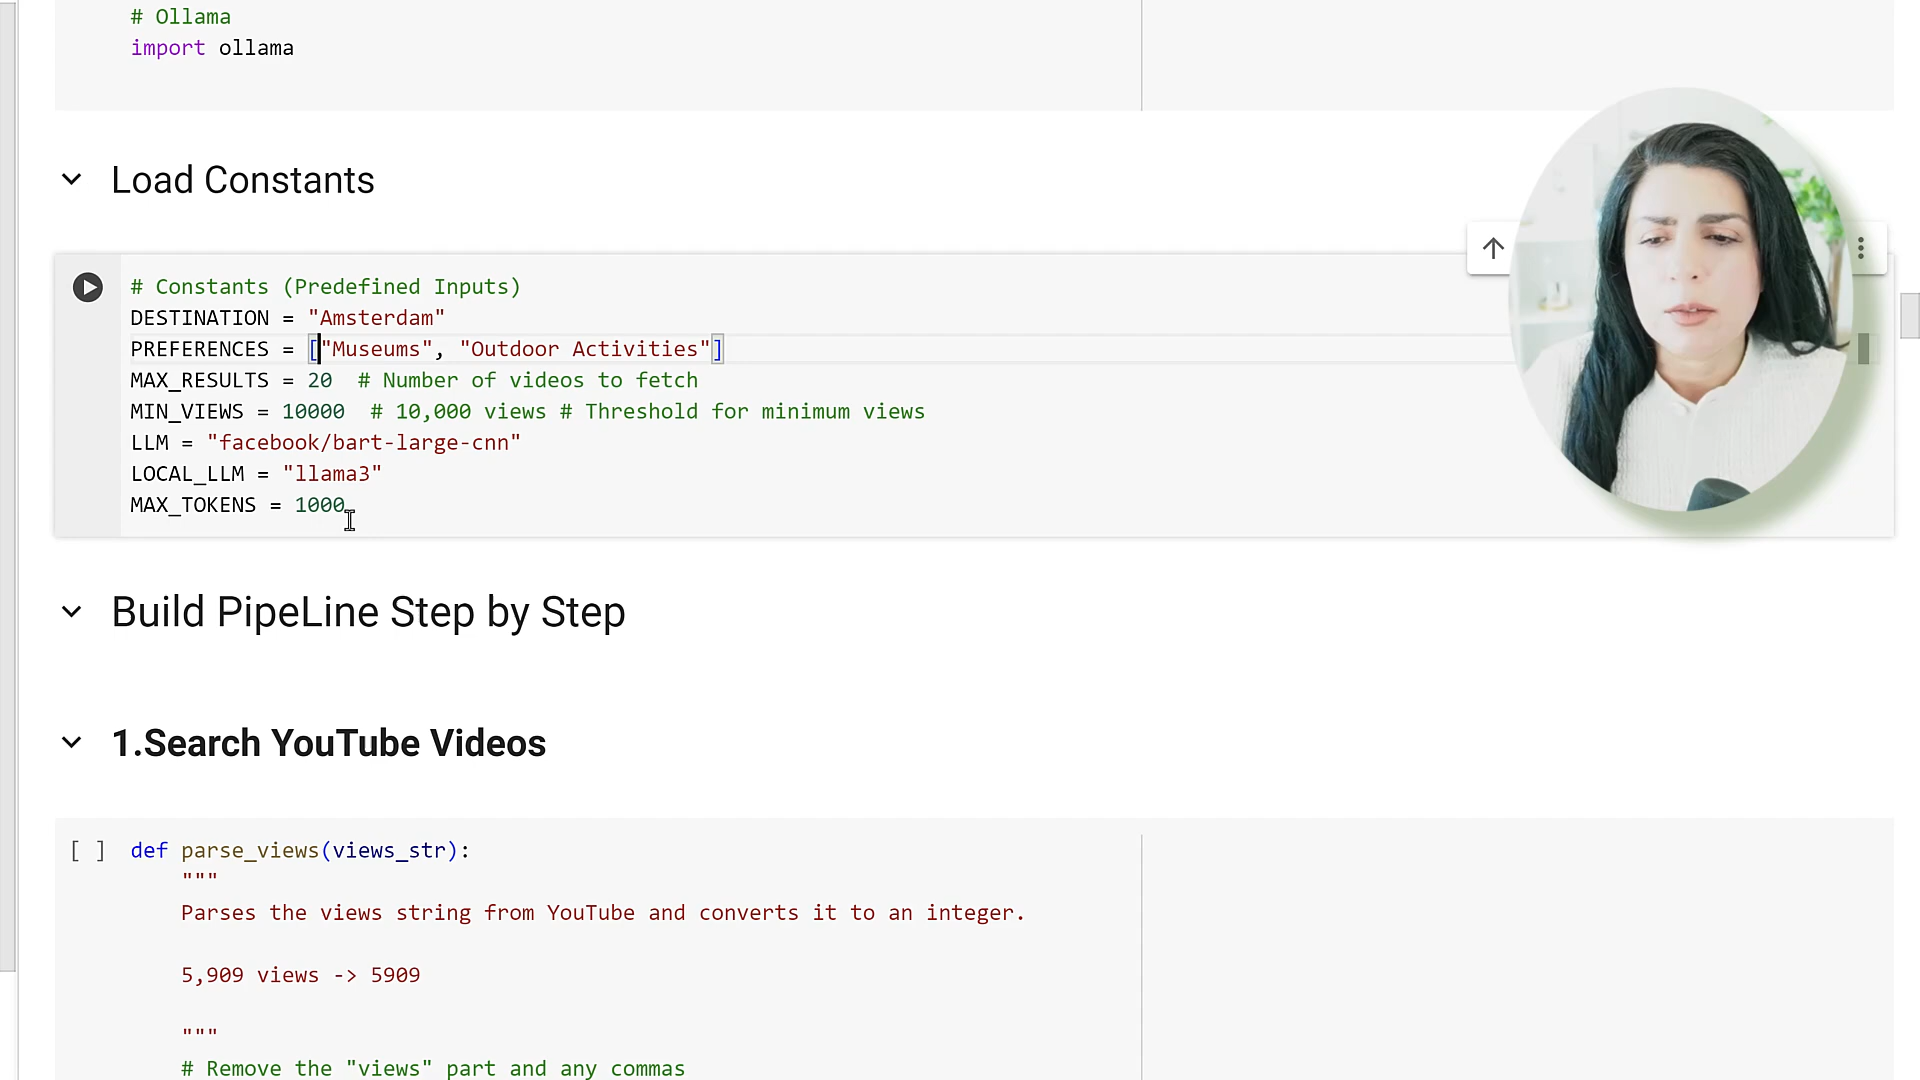 # Ollama
import ollama
Load Constants
# Constants (Predefined Inputs)
DESTINATION = "Amsterdam"
PREFERENCES = ["Museums", "Outdoor Activities"]
MAX_RESULTS = 20  # Number of videos to fetch
MIN_VIEWS = 10000  # 10,000 views # Threshold for minimum views
LLM = "facebook/bart-large-cnn"
LOCAL_LLM = "llama3"
MAX_TOKENS = 1000
Build PipeLine Step by Step
1.Search YouTube Videos
[ ] def parse_views(views_str):
"""
Parses the views string from YouTube and converts it to an integer.
5,909 views -> 5909
"""
# Remove the "views" part and any commas